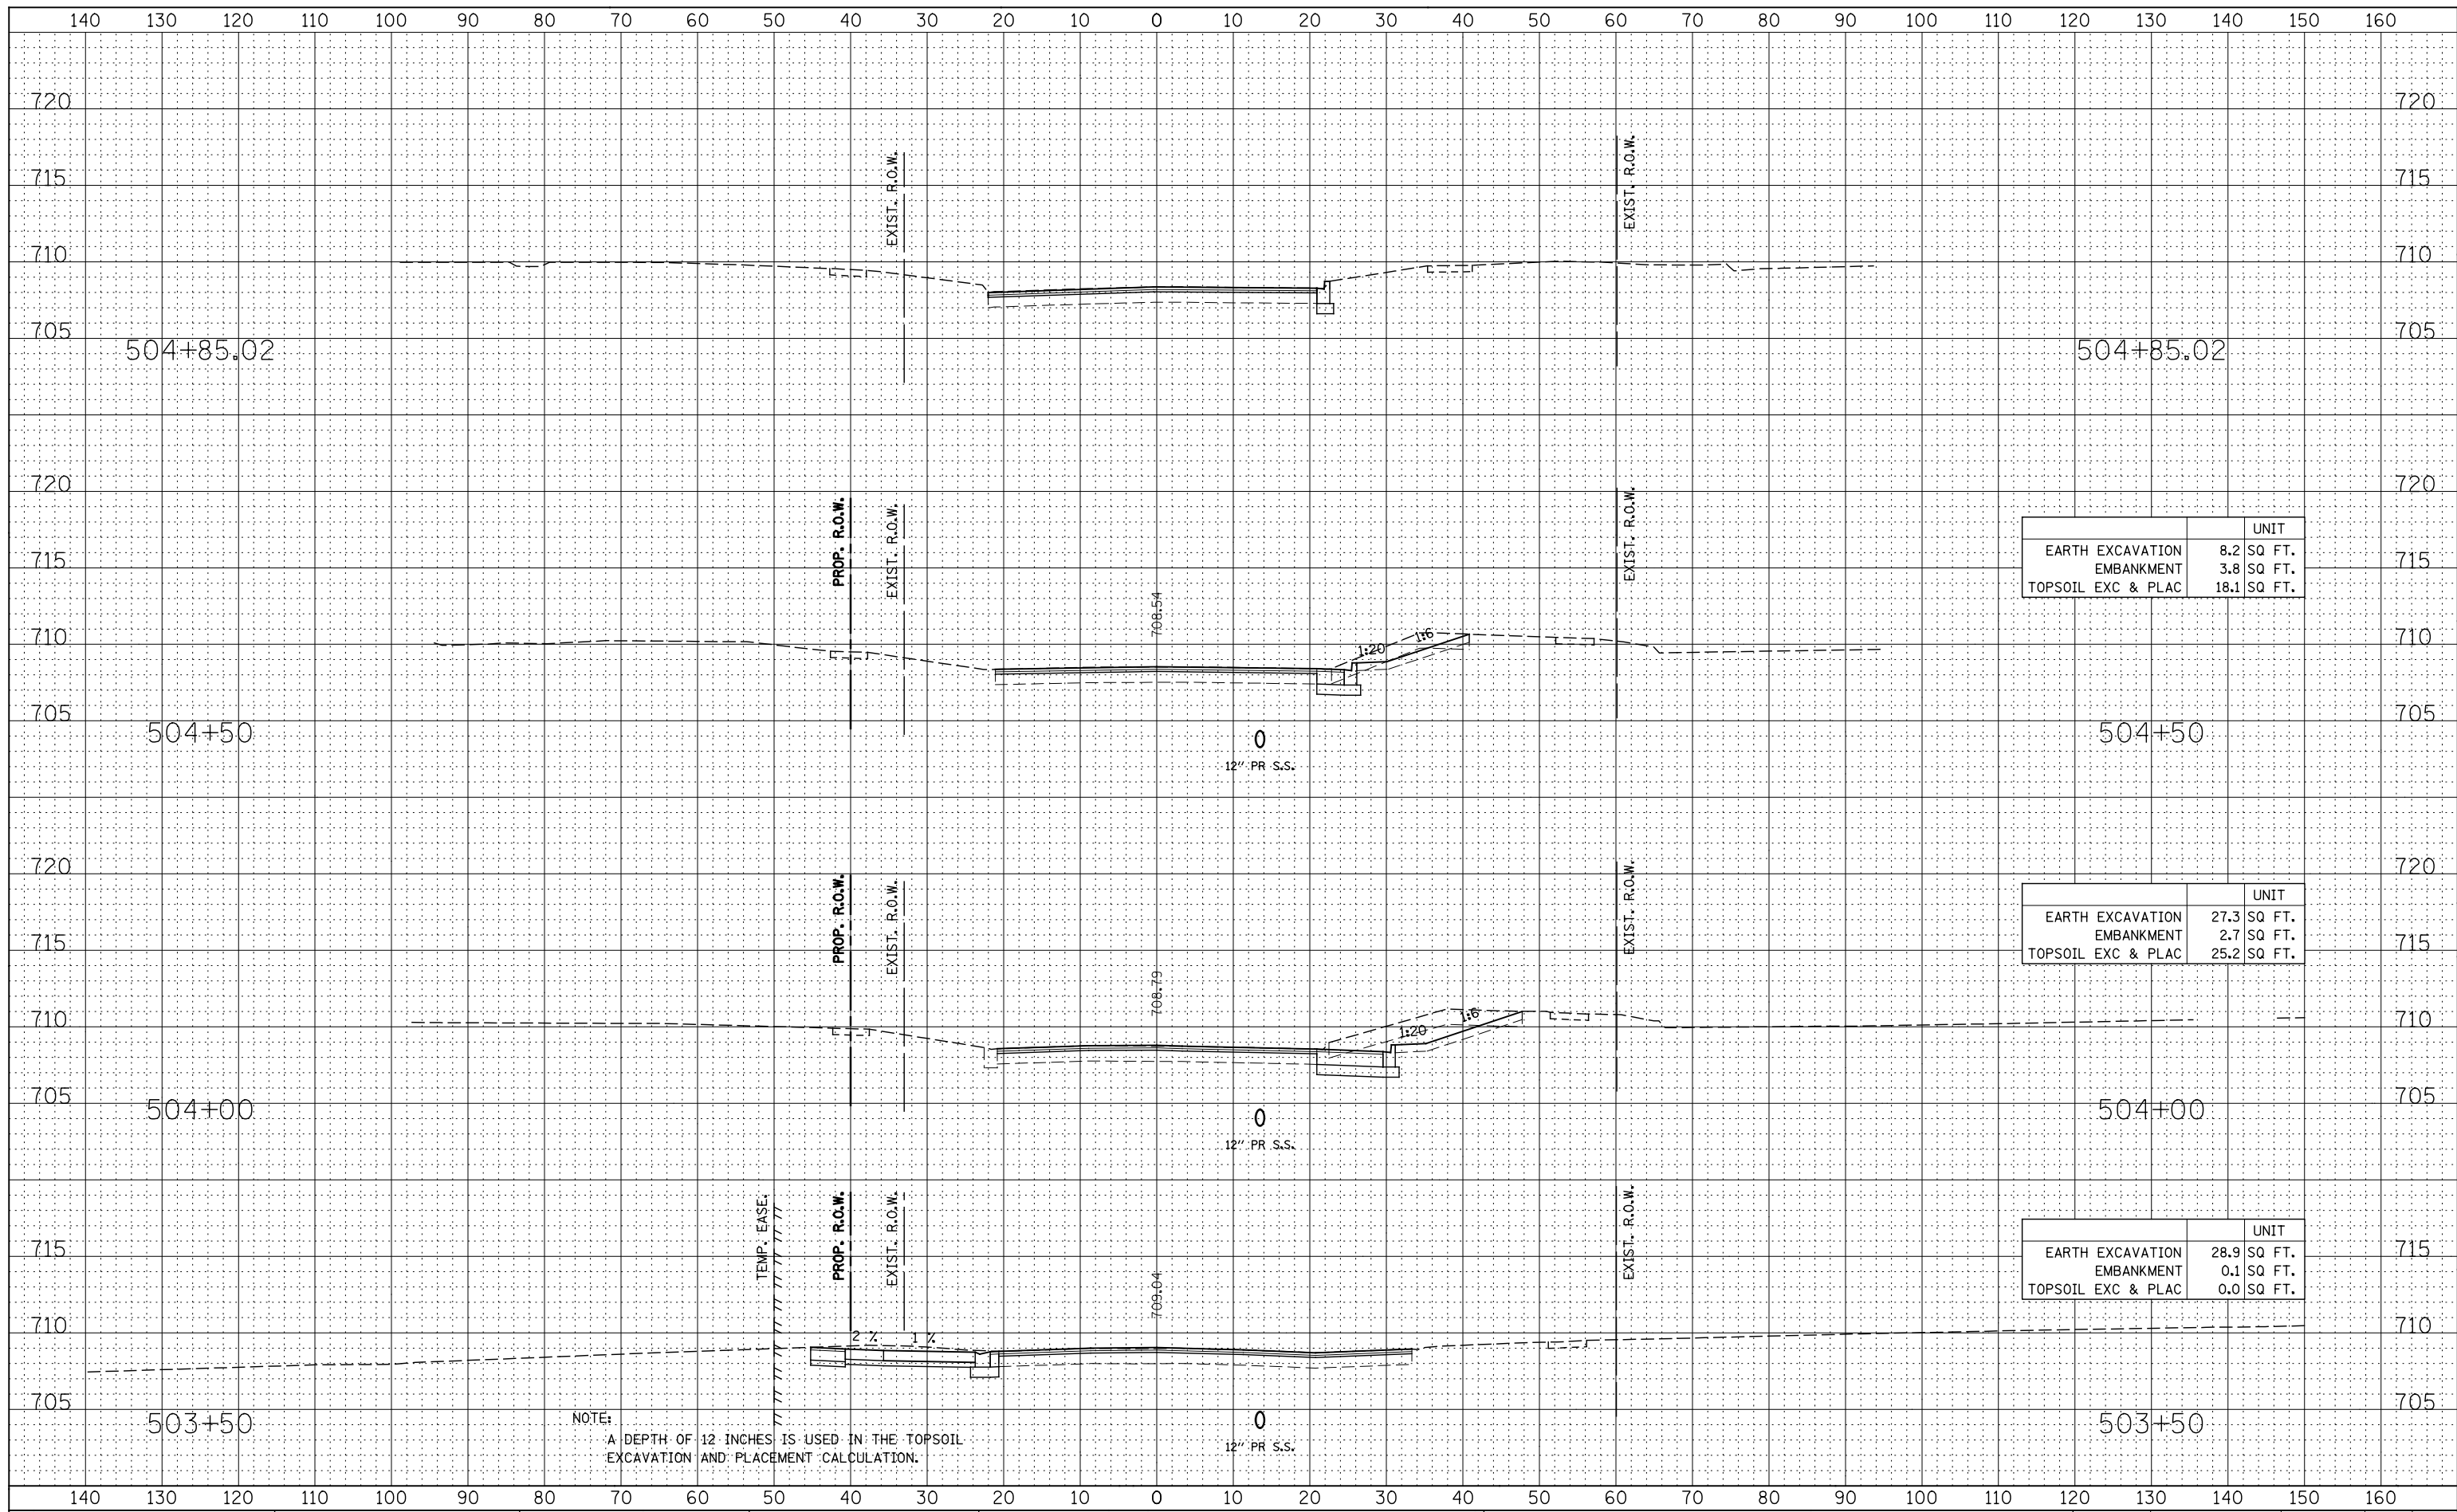 140 130 120 110 100 90 80 70 60 50 40 30 20 10 0 10 20 30 40 50 60 70 80 90 100 110 120 130 140 150 160
720 720
EXIST. R.O.W. EXIST. R.O.W.
715 715
710 710
705 705
504+85.02 504+85.02
720 720
PROP. R.O.W. EXIST. R.O.W. EXIST. R.O.W.
UNIT
EARTH EXCAVATION 8.2 SQ FT.
EMBANKMENT 3.8 SQ FT.
TOPSOIL EXC & PLAC 18.1 SQ FT.
715 715
708.54
710 1:20 1:6 710
705 705
504+50 504+50
12" PR S.S.
720 720
PROP. R.O.W. EXIST. R.O.W. EXIST. R.O.W.
UNIT
EARTH EXCAVATION 27.3 SQ FT.
EMBANKMENT 2.7 SQ FT.
TOPSOIL EXC & PLAC 25.2 SQ FT.
715 715
708.79
710 1:20 1:6 710
705 705
504+00 504+00
12" PR S.S.
TEMP. EASE. PROP. R.O.W. EXIST. R.O.W. EXIST. R.O.W.
UNIT
EARTH EXCAVATION 28.9 SQ FT.
EMBANKMENT 0.1 SQ FT.
TOPSOIL EXC & PLAC 0.0 SQ FT.
715 715
709.04
710 2 % 1 % 710
705 705
503+50 503+50
NOTE:
A DEPTH OF 12 INCHES IS USED IN THE TOPSOIL
EXCAVATION AND PLACEMENT CALCULATION.
12" PR S.S.
140 130 120 110 100 90 80 70 60 50 40 30 20 10 0 10 20 30 40 50 60 70 80 90 100 110 120 130 140 150 160